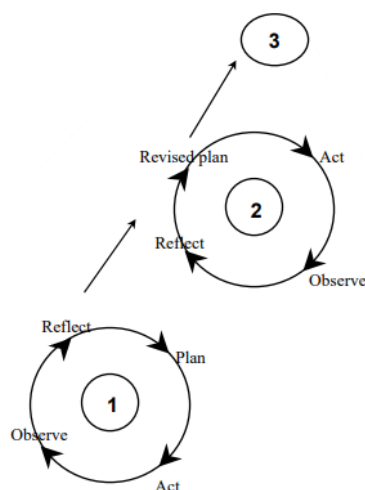 3
Revised plan
Act
2
Reflect
Observe
Reflect
Plan
1
Observe
Act